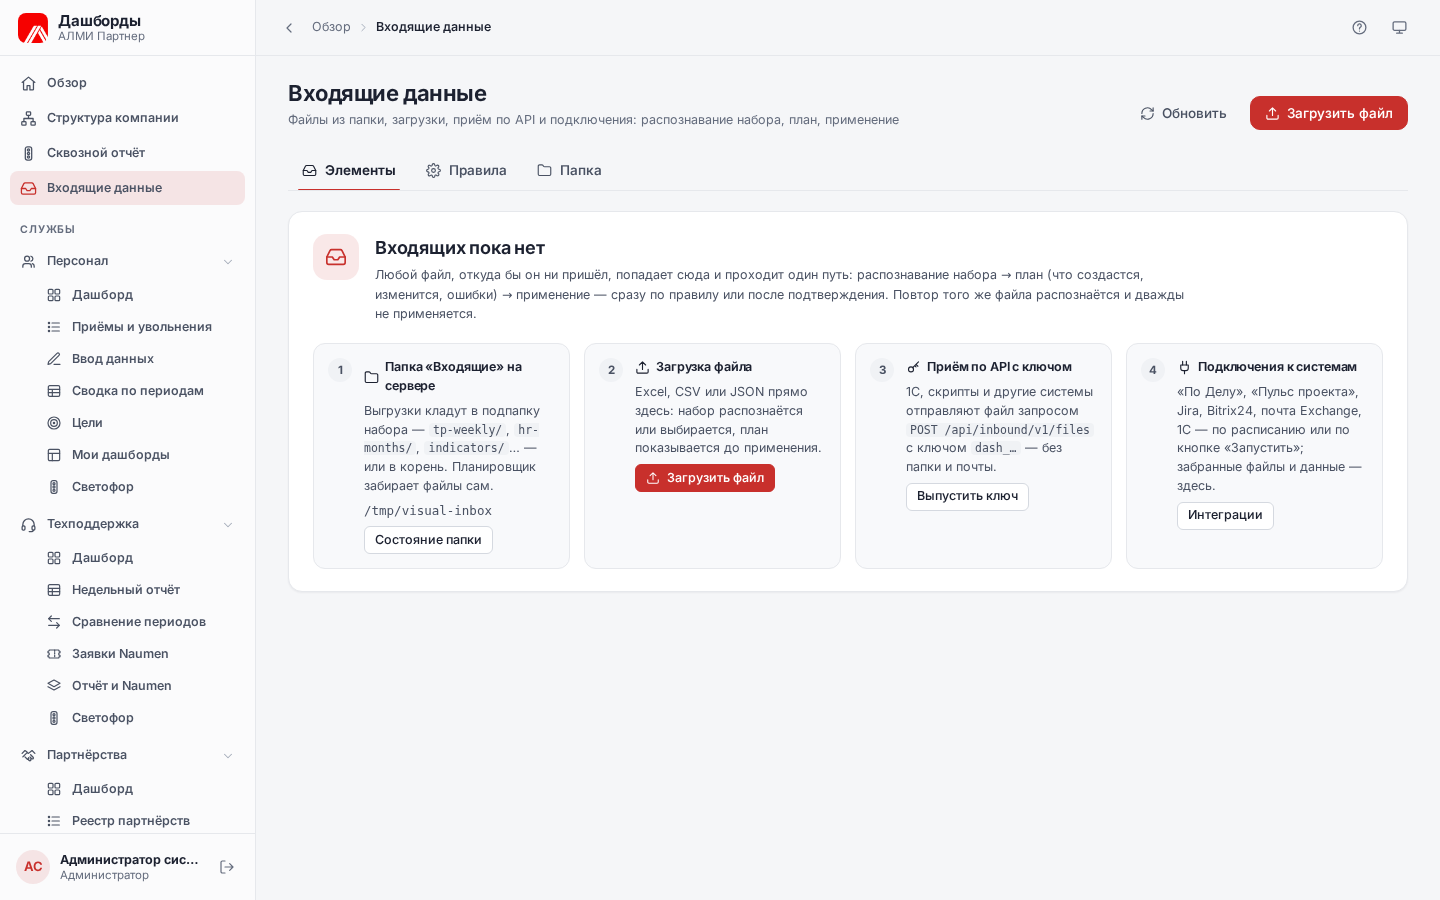 Дашборды
АЛМИ Партнер
Обзор
Структура компании
Сквозной отчёт
Входящие данные
СЛУЖБЫ
Персонал
Дашборд
Приёмы и увольнения
Ввод данных
Сводка по периодам
Цели
Мои дашборды
Светофор
Техподдержка
Дашборд
Недельный отчёт
Сравнение периодов
Заявки Naumen
Отчёт и Naumen
Светофор
Партнёрства
Дашборд
Реестр партнёрств
АС
Администратор сис...
Администратор
Обзор
Входящие данные
Входящие данные
Файлы из папки, загрузки, приём по API и подключения: распознавание набора, план, применение
Обновить
Загрузить файл
Элементы
Правила
Папка
Входящих пока нет
Любой файл, откуда бы он ни пришёл, попадает сюда и проходит один путь: распознавание набора → план (что создастся,
изменится, ошибки) → применение — сразу по правилу или после подтверждения. Повтор того же файла распознаётся и дважды
не применяется.
1
Папка «Входящие» на
сервере
Выгрузки кладут в подпапку
набора — tp-weekly/, hr-
months/, indicators/… —
или в корень. Планировщик
забирает файлы сам.
/tmp/visual-inbox
Состояние папки
2
Загрузка файла
Excel, CSV или JSON прямо
здесь: набор распознаётся
или выбирается, план
показывается до применения.
Загрузить файл
3
Приём по API с ключом
1С, скрипты и другие системы
отправляют файл запросом
POST /api/inbound/v1/files
с ключом dash_… — без
папки и почты.
Выпустить ключ
4
Подключения к системам
«По Делу», «Пульс проекта»,
Jira, Bitrix24, почта Exchange,
1С — по расписанию или по
кнопке «Запустить»;
забранные файлы и данные —
здесь.
Интеграции